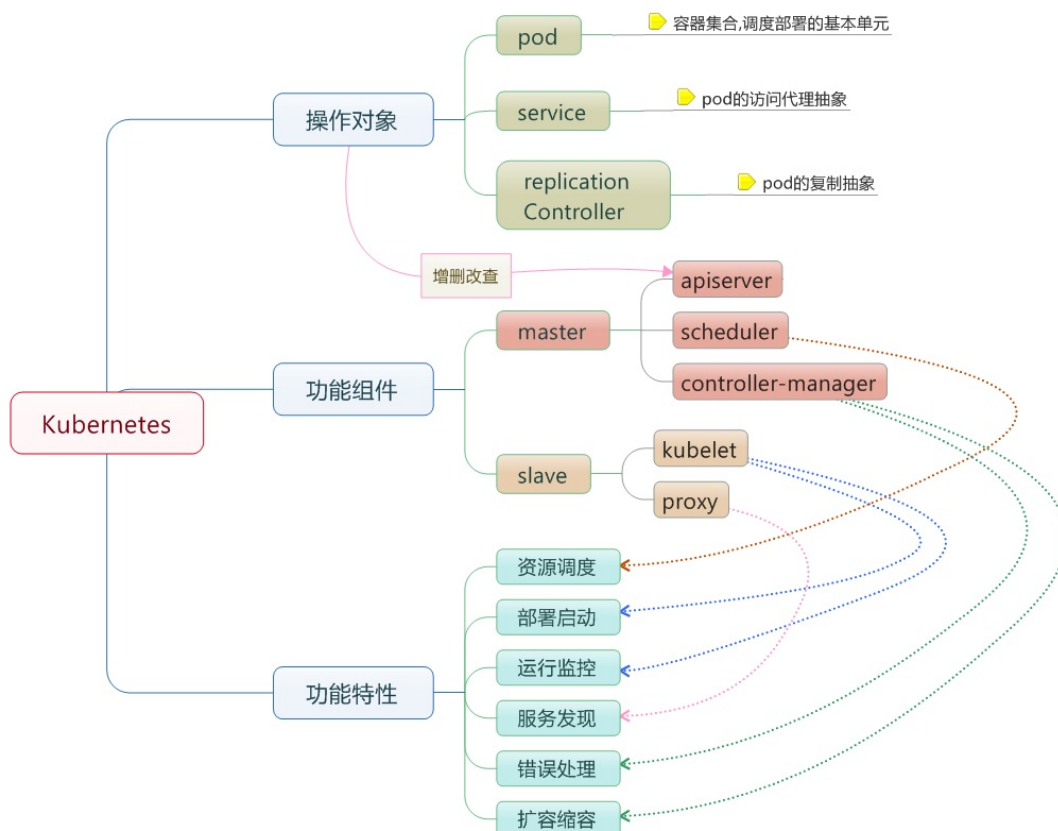 pod
容器集合,调度部署的基本单元
操作对象
service
pod的访问代理抽象
replication
Controller
pod的复制抽象
增删改查
apiserver
master
scheduler
功能组件
controller-manager
Kubernetes
kubelet
slave
proxy
资源调度
部署启动
运行监控
功能特性
服务发现
错误处理
扩容缩容